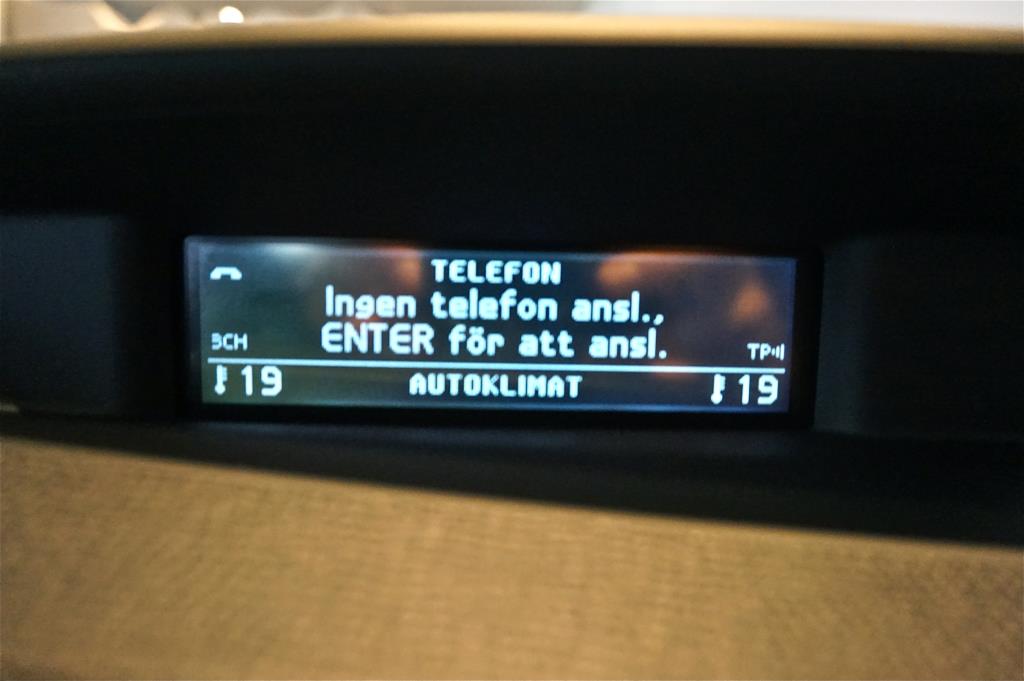 TELEFON
Ingen telefon ansl.,
ENTER för att ansl.
3CH
TP
19 AUTOKLIMAT 19